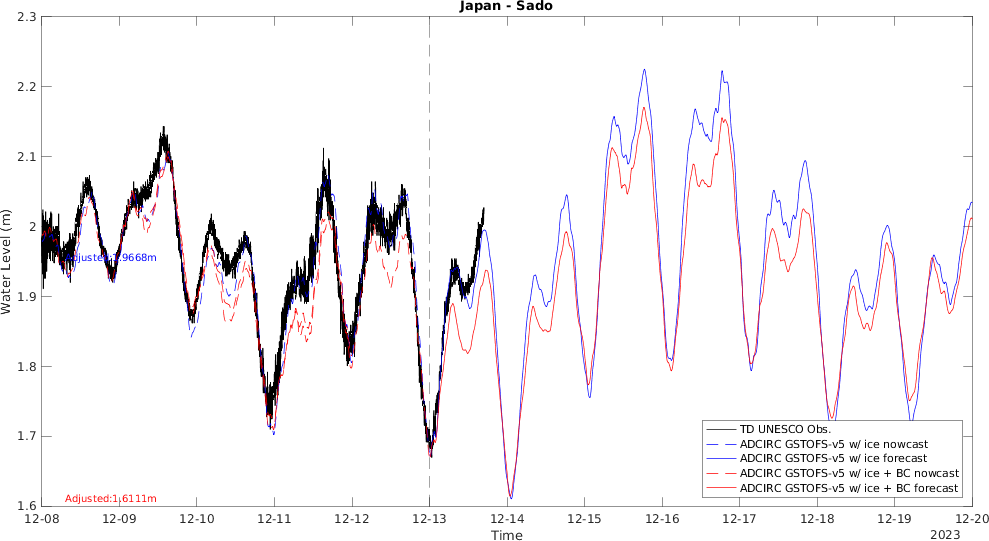 Japan - Sado
2.3
2.2
2.1
2
1.9
1.8
1.7
1.6
Water Level (m)
Adjusted:1.9668m
Adjusted:1.6111m
TD UNESCO Obs.
ADCIRC GSTOFS-v5 w/ ice nowcast
ADCIRC GSTOFS-v5 w/ ice forecast
ADCIRC GSTOFS-v5 w/ ice + BC nowcast
ADCIRC GSTOFS-v5 w/ ice + BC forecast
12-08 12-09 12-10 12-11 12-12 12-13 12-14 12-15 12-16 12-17 12-18 12-19 12-20
Time
2023